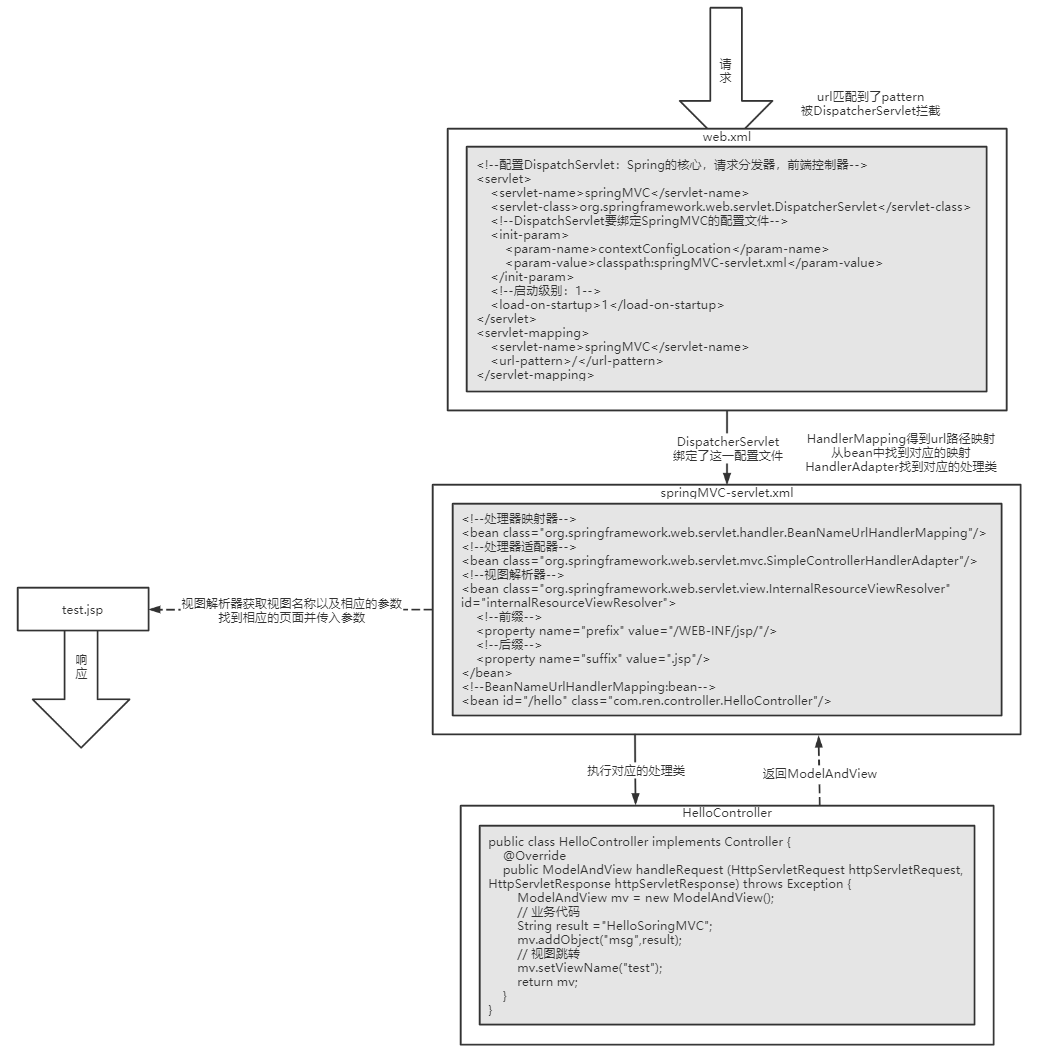 请
求
url匹配到了pattern
被DispatcherServlet拦截
web.xml
<!--配置DispatchServlet：Spring的核心，请求分发器，前端控制器-->
<servlet>
<servlet-name>springMVC</servlet-name>
<servlet-class>org.springframework.web.servlet.DispatcherServlet</servlet-class>
<!--DispatchServlet要绑定SpringMVC的配置文件-->
<init-param>
<param-name>contextConfigLocation</param-name>
<param-value>classpath:springMVC-servlet.xml</param-value>
</init-param>
<!--启动级别：1-->
<load-on-startup>1</load-on-startup>
</servlet>
<servlet-mapping>
<servlet-name>springMVC</servlet-name>
<url-pattern>/</url-pattern>
</servlet-mapping>
DispatcherServlet
绑定了这一配置文件
HandlerMapping得到url路径映射
从bean中找到对应的映射
HandlerAdapter找到对应的处理类
springMVC-servlet.xml
<!--处理器映射器-->
<bean class="org.springframework.web.servlet.handler.BeanNameUrlHandlerMapping"/>
<!--处理器适配器-->
<bean class="org.springframework.web.servlet.mvc.SimpleControllerHandlerAdapter"/>
<!--视图解析器-->
<bean class="org.springframework.web.servlet.view.InternalResourceViewResolver"
id="internalResourceViewResolver">
<!--前缀-->
<property name="prefix" value="/WEB-INF/jsp/"/>
<!--后缀-->
<property name="suffix" value=".jsp"/>
</bean>
<!--BeanNameUrlHandlerMapping:bean-->
<bean id="/hello" class="com.ren.controller.HelloController"/>
视图解析器获取视图名称以及相应的参数
找到相应的页面并传入参数
test.jsp
响
应
执行对应的处理类
返回ModelAndView
HelloController
public class HelloController implements Controller {
@Override
public ModelAndView handleRequest (HttpServletRequest httpServletRequest,
HttpServletResponse httpServletResponse) throws Exception {
ModelAndView mv = new ModelAndView();
// 业务代码
String result ="HelloSoringMVC";
mv.addObject("msg",result);
// 视图跳转
mv.setViewName("test");
return mv;
}
}